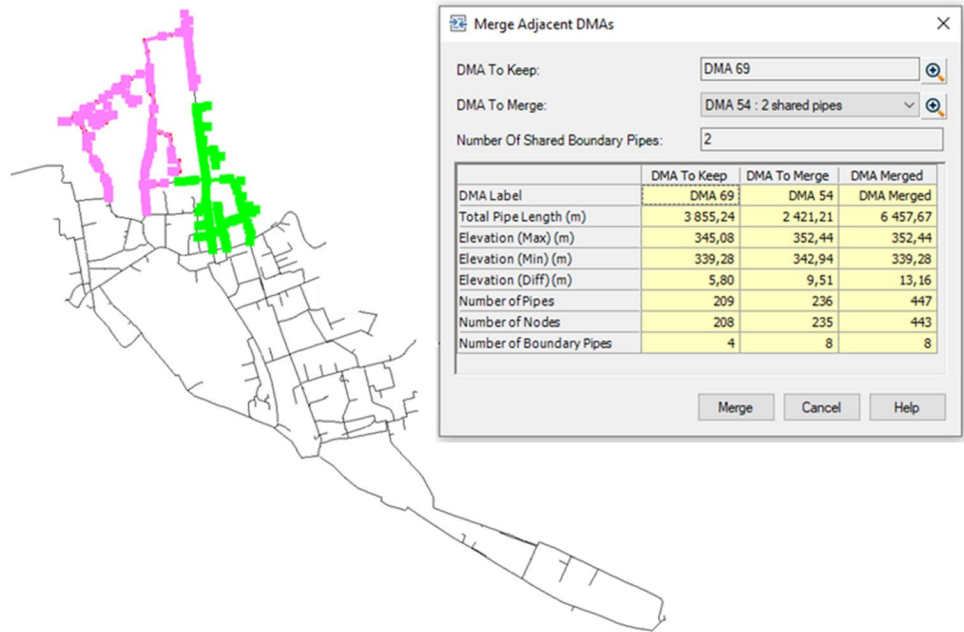 Merge Adjacent DMAs
DMA To Keep: DMA 69
DMA To Merge: DMA 54 : 2 shared pipes
Number Of Shared Boundary Pipes: 2
DMA To Keep DMA To Merge DMA Merged
DMA Label DMA 69 DMA 54 DMA Merged
Total Pipe Length (m) 3 855,24 2 421,21 6 457,67
Elevation (Max) (m) 345,08 352,44 352,44
Elevation (Min) (m) 339,28 342,94 339,28
Elevation (Diff) (m) 5,80 9,51 13,16
Number of Pipes 209 236 447
Number of Nodes 208 235 443
Number of Boundary Pipes 4 8 8
Merge Cancel Help